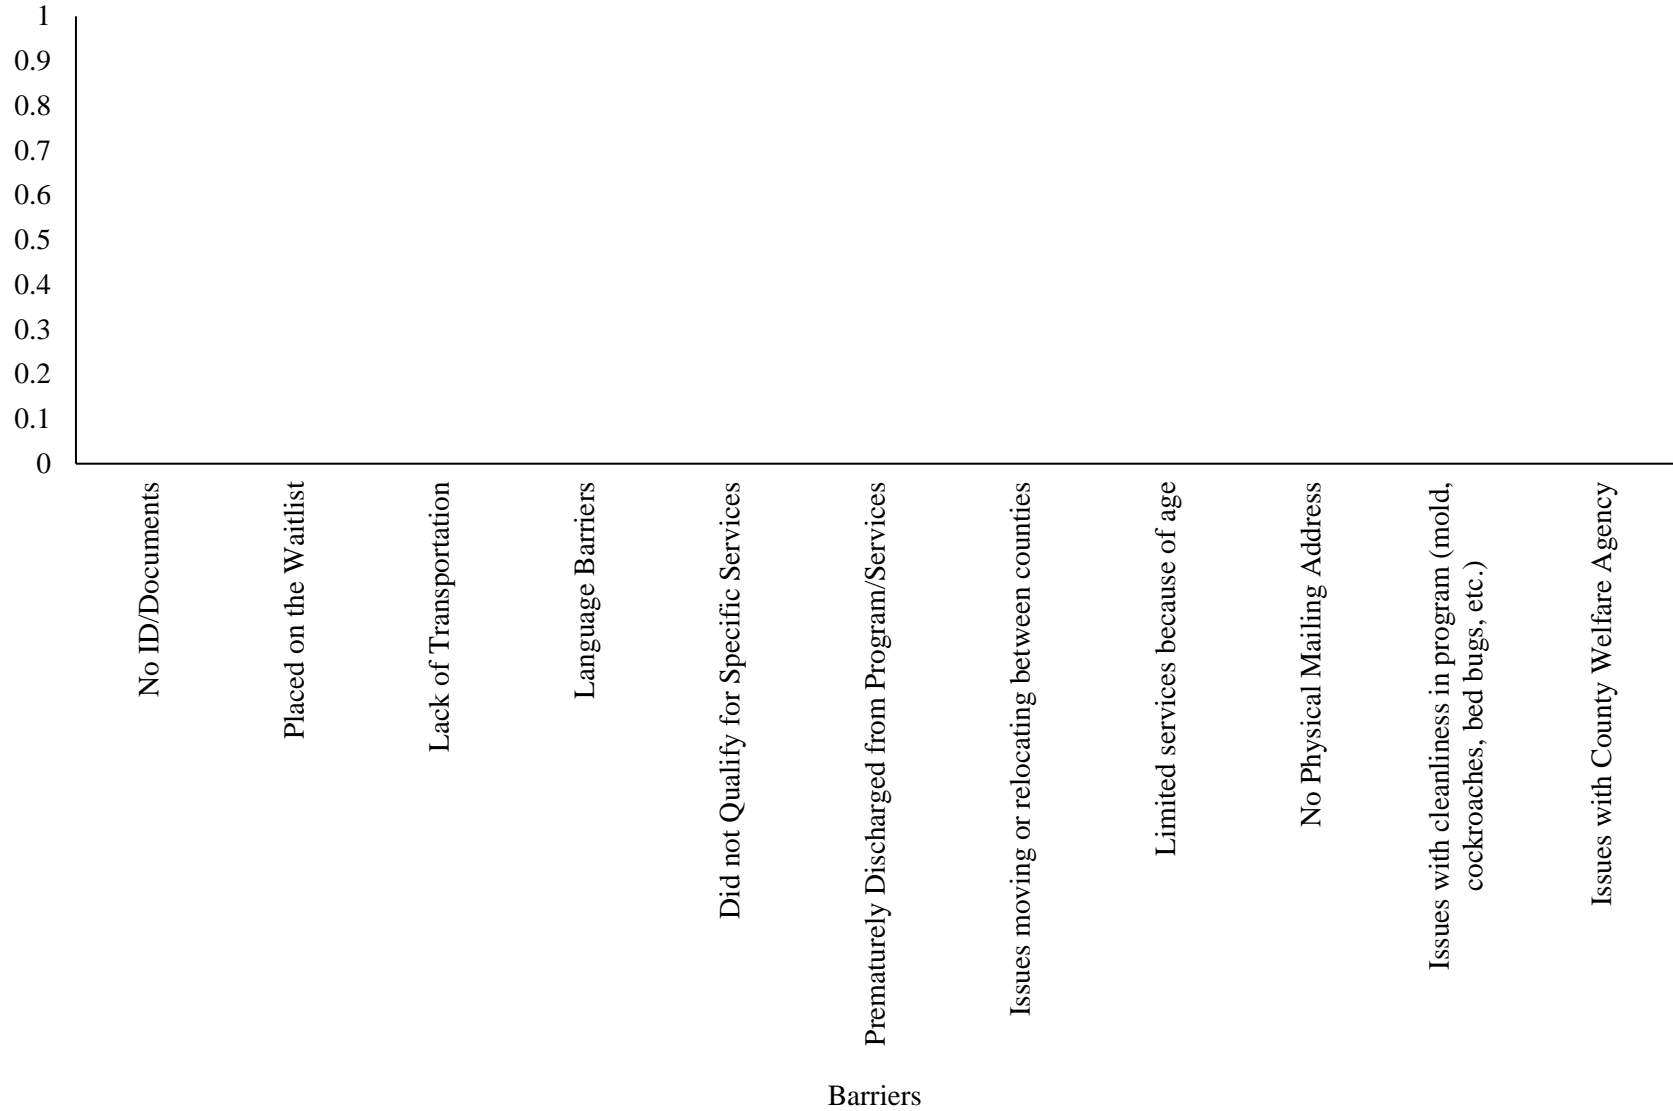 1
0.9
0.8
0.7
0.6
0.5
0.4
0.3
0.2
0.1
0
No ID/Documents
Placed on the Waitlist
Lack of Transportation
Language Barriers
Did not Qualify for Specific Services
Prematurely Discharged from Program/Services
Issues moving or relocating between counties
Limited services because of age
No Physical Mailing Address
Issues with cleanliness in program (mold,
cockroaches, bed bugs, etc.)
Issues with County Welfare Agency
Barriers